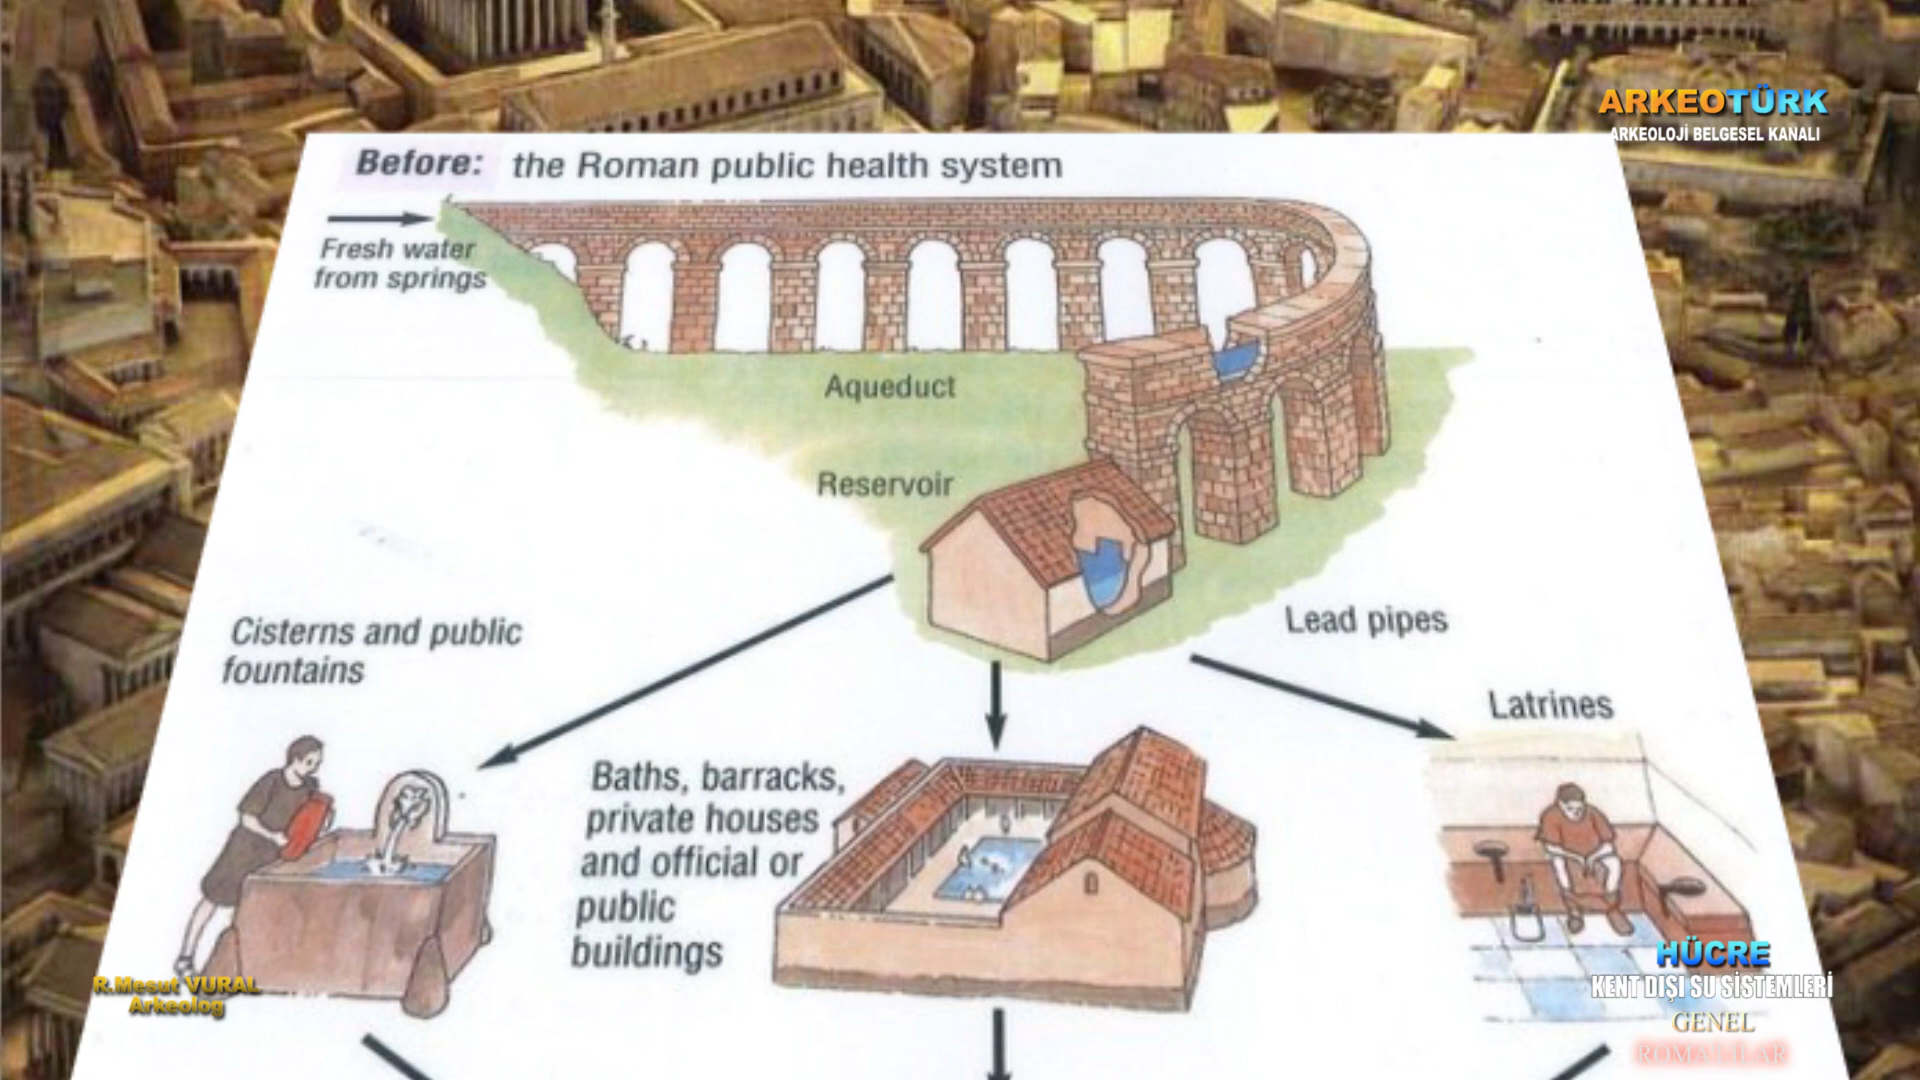 ARKEOTÜRK
ARKEOLOJİ BELGESEL KANALI
Before: the Roman public health system
Fresh water
from springs
Aqueduct
Reservoir
Lead pipes
Cisterns and public
fountains
Latrines
Baths, barracks,
private houses
and official or
public
buildings
R.Mesut VURAL
Arkeolog
HÜCRE
KENT DIŞI SU SİSTEMLERİ
GENEL
ROMALILAR